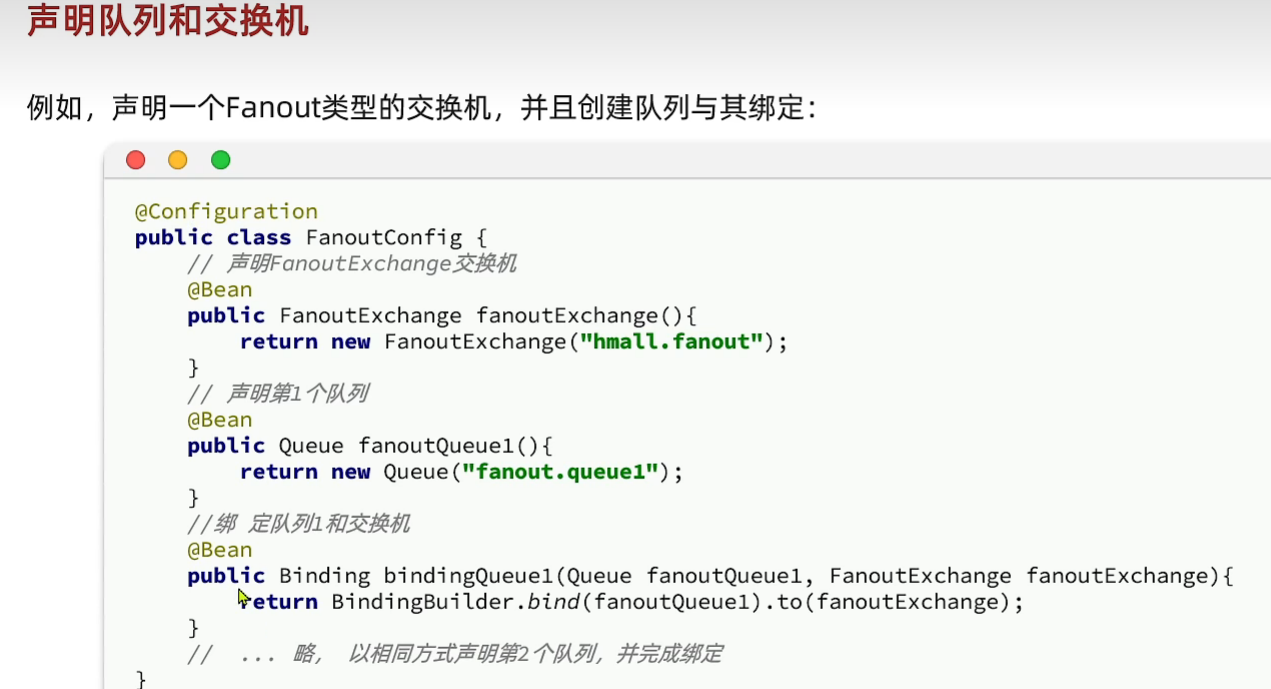 声明队列和交换机
例如，声明一个Fanout类型的交换机，并且创建队列与其绑定：
@Configuration
public class FanoutConfig {
// 声明FanoutExchange交换机
@Bean
public FanoutExchange fanoutExchange(){
return new FanoutExchange("hmall.fanout");
}
// 声明第1个队列
@Bean
public Queue fanoutQueue1(){
return new Queue("fanout.queue1");
}
//绑 定队列1和交换机
@Bean
public Binding bindingQueue1(Queue fanoutQueue1, FanoutExchange fanoutExchange){
return BindingBuilder.bind(fanoutQueue1).to(fanoutExchange);
}
// ... 略， 以相同方式声明第2个队列，并完成绑定
}